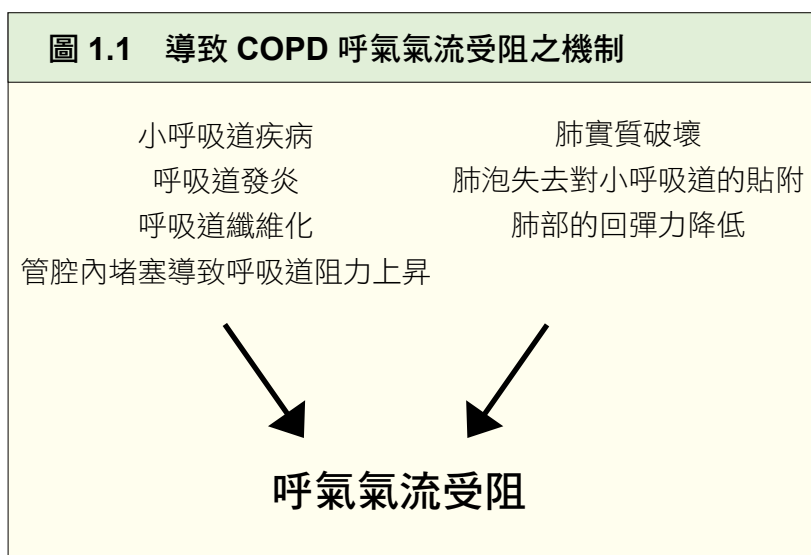 圖 1.1 導致 COPD 呼氣氣流受阻之機制
小呼吸道疾病
呼吸道發炎
呼吸道纖維化
管腔內堵塞導致呼吸道阻力上昇
肺實質破壞
肺泡失去對小呼吸道的貼附
肺部的回彈力降低
呼氣氣流受阻